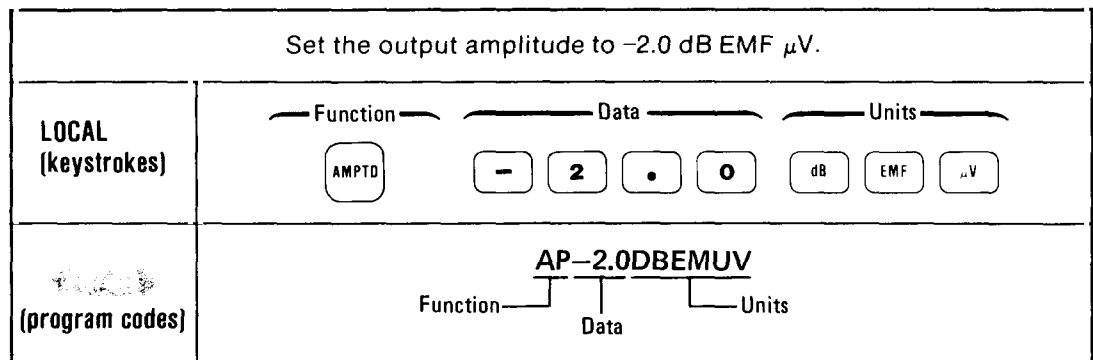 Set the output amplitude to –2.0 dB EMF μV.
LOCAL
(keystrokes)
Function
Data
Units
AMPTD
–
2
.
0
dB
EMF
μV
(program codes)
AP–2.0DBEMUV
Function
Data
Units